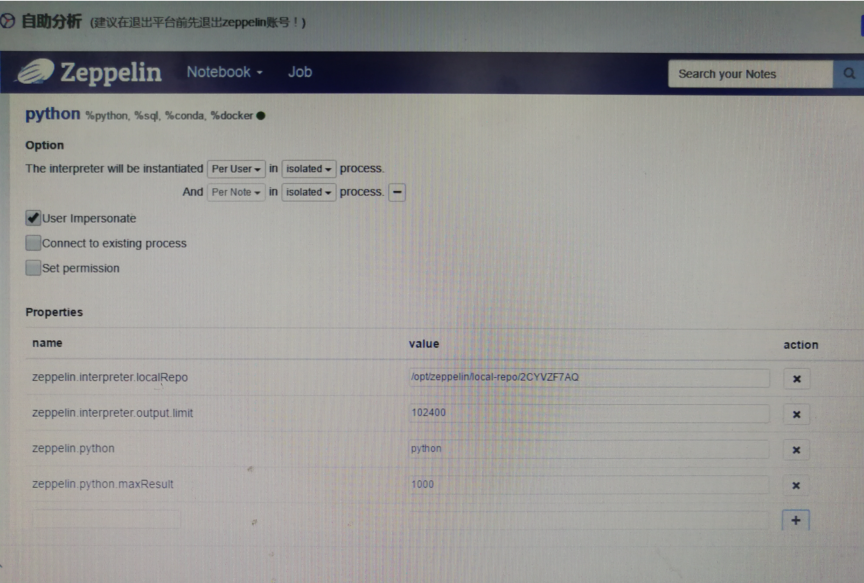 自助分析 (建议在退出平台前先退出zeppelin账号！)
Zeppelin Notebook Job Search your Notes
python %python, %sql, %conda, %docker
Option
The interpreter will be instantiated Per User in isolated process.
And Per Note in isolated process.
User Impersonate
Connect to existing process
Set permission
Properties
name value action
zeppelin.interpreter.localRepo /opt/zeppelin/local-repo/2CYVZF7AQ
zeppelin.interpreter.output.limit 102400
zeppelin.python python
zeppelin.python.maxResult 1000